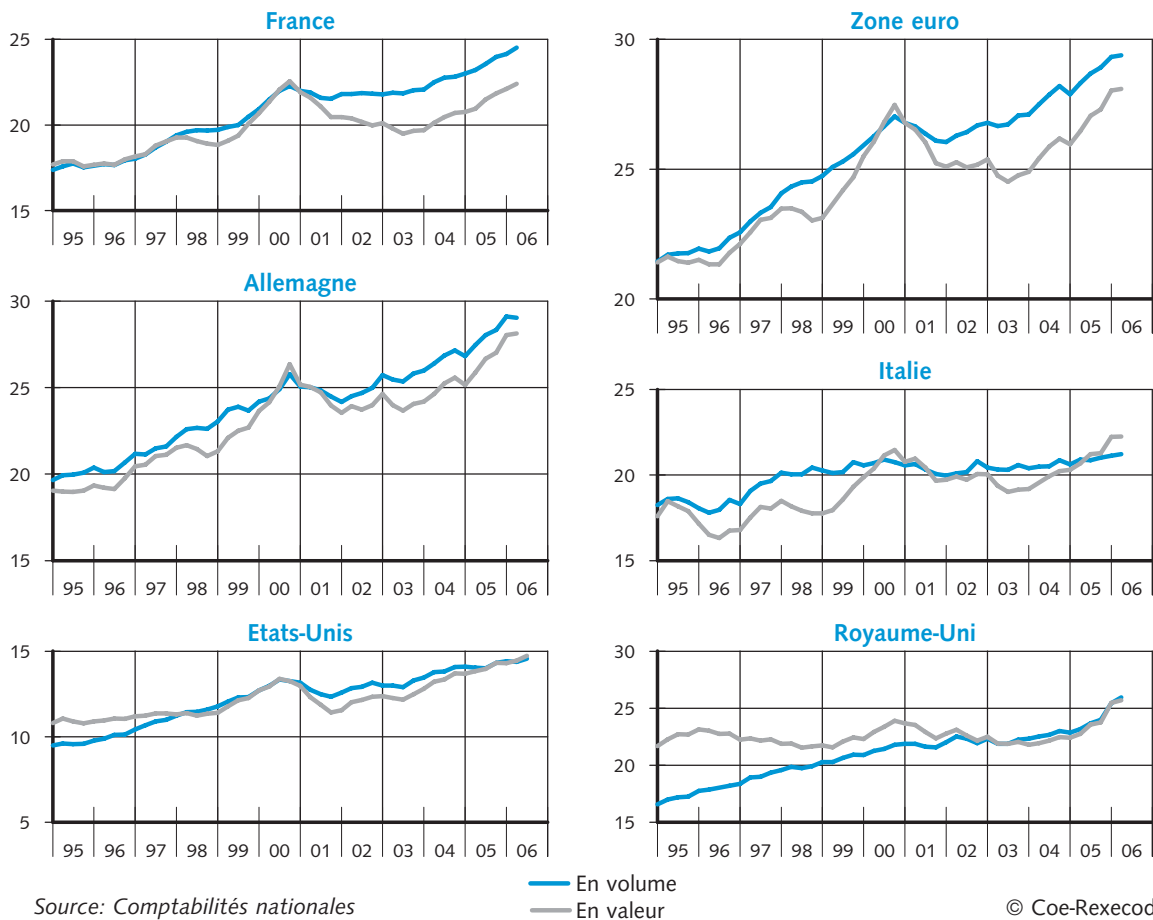 France
25
20
15
95 96 97 98 99 00 01 02 03 04 05 06
Zone euro
30
25
20
95 96 97 98 99 00 01 02 03 04 05 06
Allemagne
30
25
20
15
95 96 97 98 99 00 01 02 03 04 05 06
Italie
25
20
15
95 96 97 98 99 00 01 02 03 04 05 06
Etats-Unis
15
10
5
95 96 97 98 99 00 01 02 03 04 05 06
Royaume-Uni
30
25
20
15
95 96 97 98 99 00 01 02 03 04 05 06
En volume
En valeur
Source: Comptabilités nationales
© Coe-Rexecod